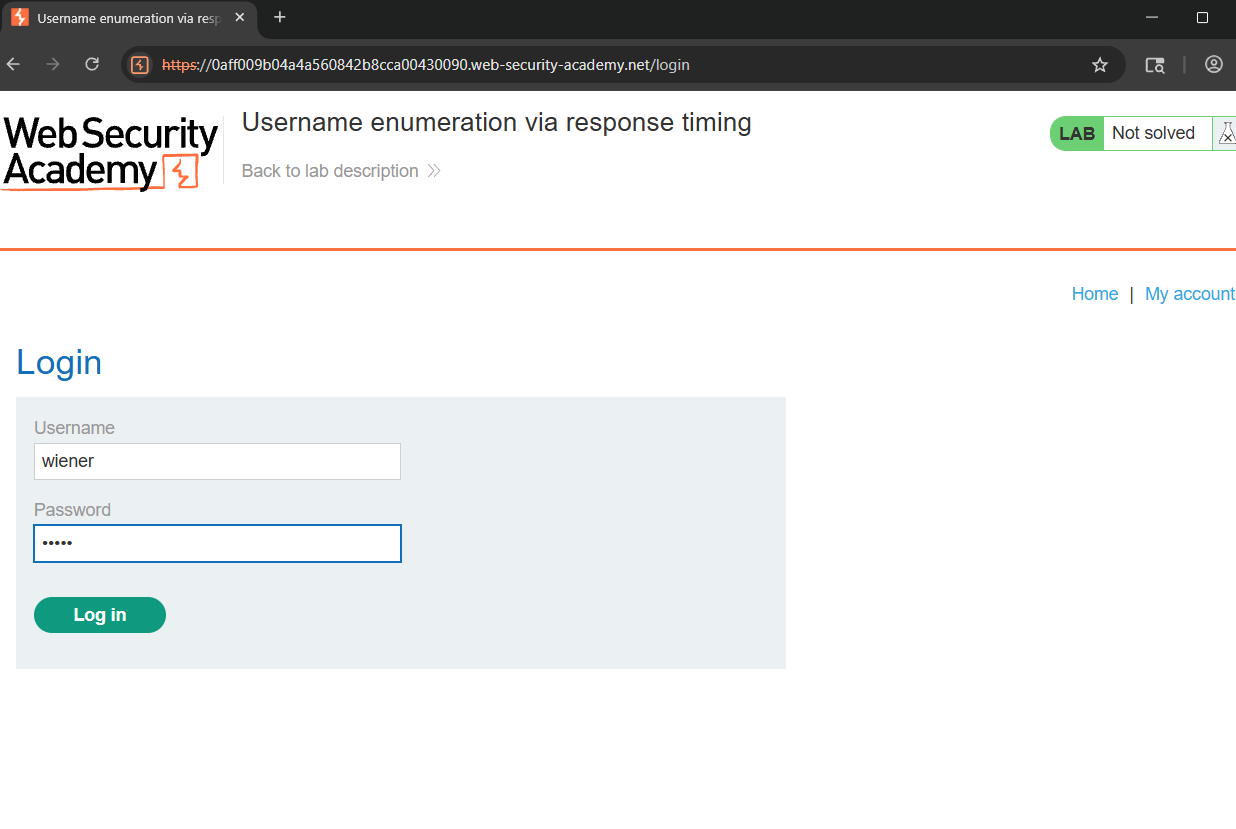 Username enumeration via resp
https://0aff009b04a4a560842b8cca00430090.web-security-academy.net/login
Web Security
Academy
Username enumeration via response timing
Back to lab description
LAB Not solved
Home | My account
Login
Username
wiener
Password
•••••
Log in